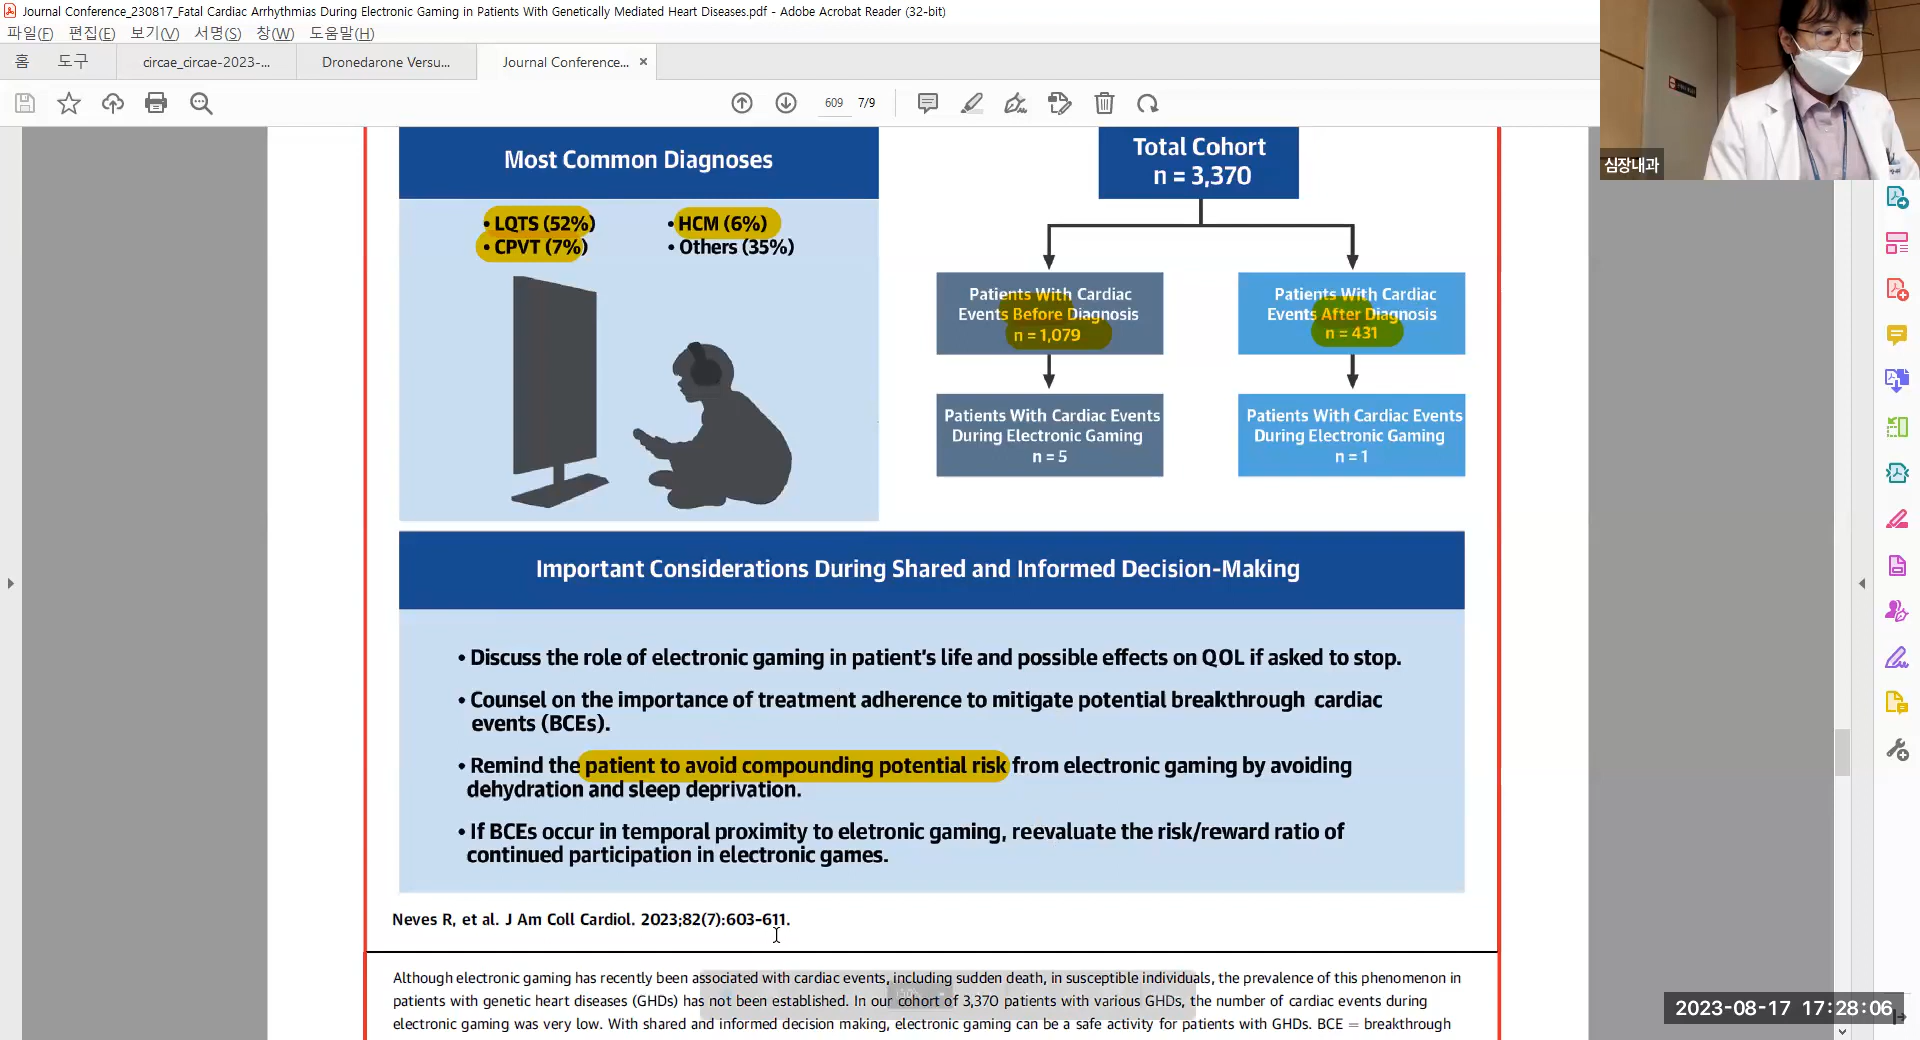 Journal Conference_230817_Fatal Cardiac Arrhythmias During Electronic Gaming in Patients With Genetically Mediated Heart Diseases.pdf - Adobe Acrobat Reader (32-bit)
파일(F) 편집(E) 보기(V) 서명(S) 창(W) 도움말(H)
홈 도구 circae_circae-2023-... Dronedarone Versu... Journal Conference... ×
609 7/9
심장내과
Most Common Diagnoses
• LQTS (52%)
• CPVT (7%)
• HCM (6%)
• Others (35%)
Total Cohort
n = 3,370
Patients With Cardiac
Events Before Diagnosis
n = 1,079
Patients With Cardiac
Events After Diagnosis
n = 431
Patients With Cardiac Events
During Electronic Gaming
n = 5
Patients With Cardiac Events
During Electronic Gaming
n = 1
Important Considerations During Shared and Informed Decision-Making
• Discuss the role of electronic gaming in patient's life and possible effects on QOL if asked to stop.
• Counsel on the importance of treatment adherence to mitigate potential breakthrough cardiac
events (BCEs).
• Remind the patient to avoid compounding potential risk from electronic gaming by avoiding
dehydration and sleep deprivation.
• If BCEs occur in temporal proximity to eletronic gaming, reevaluate the risk/reward ratio of
continued participation in electronic games.
Neves R, et al. J Am Coll Cardiol. 2023;82(7):603-611.
Although electronic gaming has recently been associated with cardiac events, including sudden death, in susceptible individuals, the prevalence of this phenomenon in
patients with genetic heart diseases (GHDs) has not been established. In our cohort of 3,370 patients with various GHDs, the number of cardiac events during
electronic gaming was very low. With shared and informed decision making, electronic gaming can be a safe activity for patients with GHDs. BCE = breakthrough
2023-08-17 17:28:06